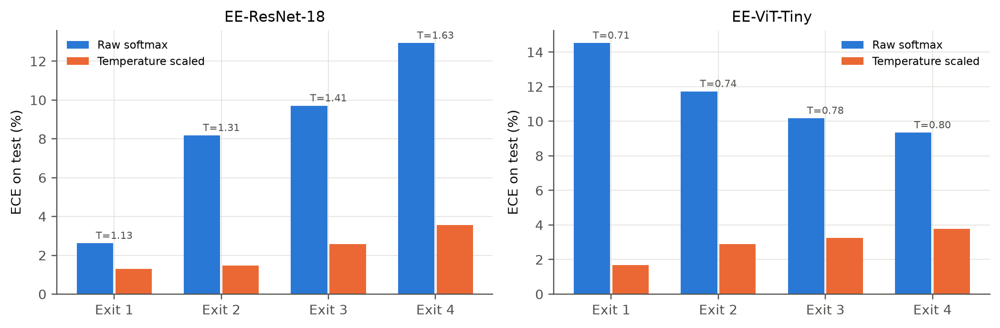 EE-ResNet-18
Raw softmax
Temperature scaled
ECE on test (%)
12
10
8
6
4
2
0
T=1.13
T=1.31
T=1.41
T=1.63
Exit 1
Exit 2
Exit 3
Exit 4
EE-ViT-Tiny
Raw softmax
Temperature scaled
ECE on test (%)
14
12
10
8
6
4
2
0
T=0.71
T=0.74
T=0.78
T=0.80
Exit 1
Exit 2
Exit 3
Exit 4